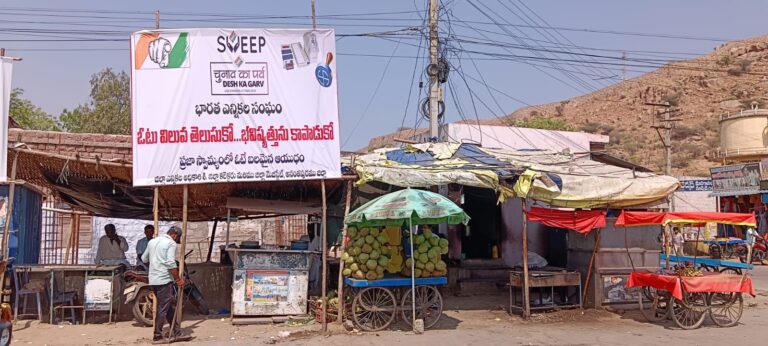 SVEEP
चुनाव का पर्व
DESH KA GARV
భారత ఎన్నికల సంఘం
ఓటు విలువ తెలుసుకో...భవిష్యత్తును కాపాడుకో
ప్రజా స్వామ్యంలో ఓటే బలమైన ఆయుధం